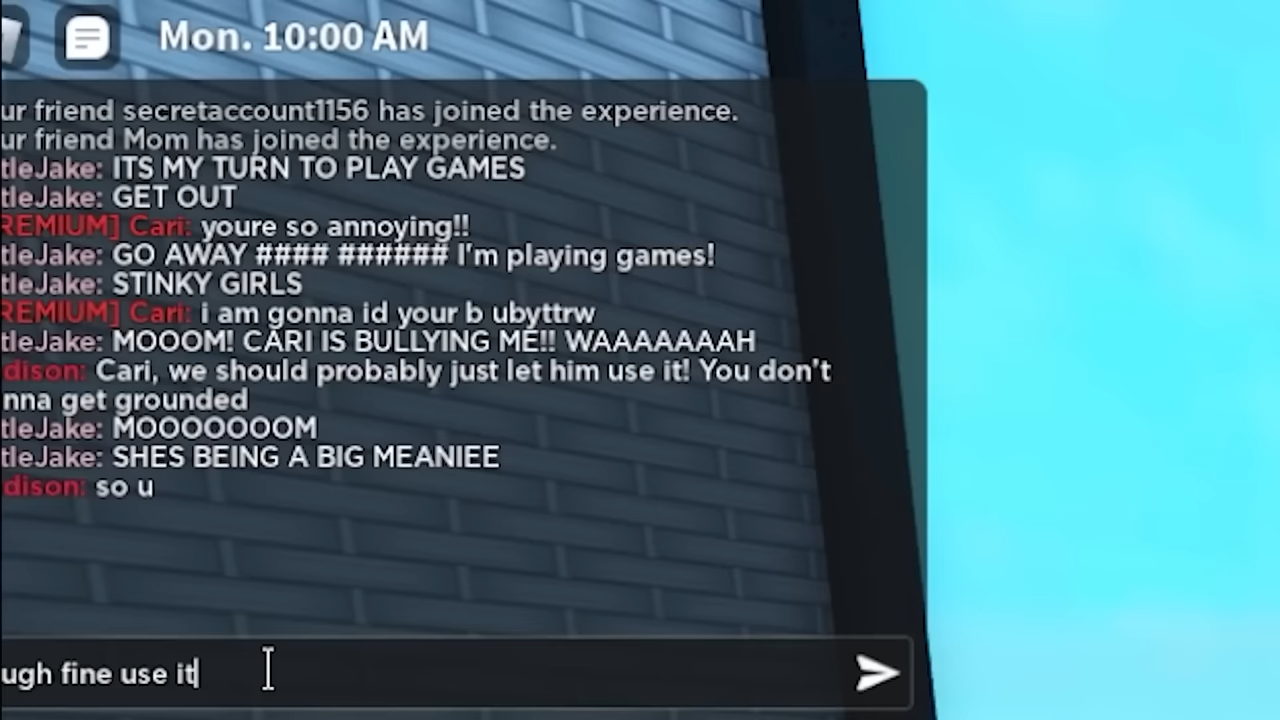 Mon. 10:00 AM
ur friend secretaccount1156 has joined the experience.
ur friend Mom has joined the experience.
tleJake: ITS MY TURN TO PLAY GAMES
tleJake: GET OUT
REMIUM] Cari: youre so annoying!!
tleJake: GO AWAY #### ###### I'm playing games!
tleJake: STINKY GIRLS
REMIUM] Cari: i am gonna id your b ubyttrw
tleJake: MOOOM! CARI IS BULLYING ME!! WAAAAAAAH
dison: Cari, we should probably just let him use it! You don't
nna get grounded
tleJake: MOOOOOOOM
tleJake: SHES BEING A BIG MEANIEE
dison: so u
ugh fine use it